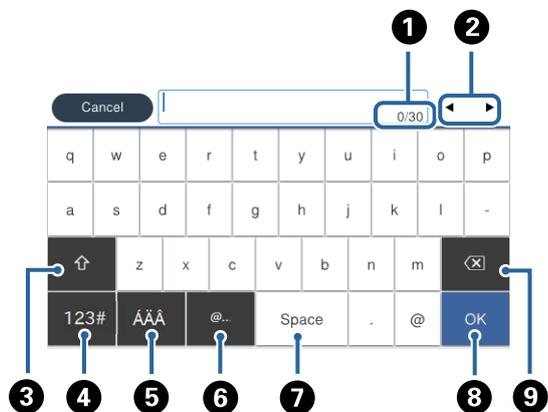 1 2
Cancel 0/30
q w e r t y u i o p
a s d f g h j k l -
z x c v b n m
123# ÁÄÂ @... Space . @ OK
3 4 5 6 7 8 9